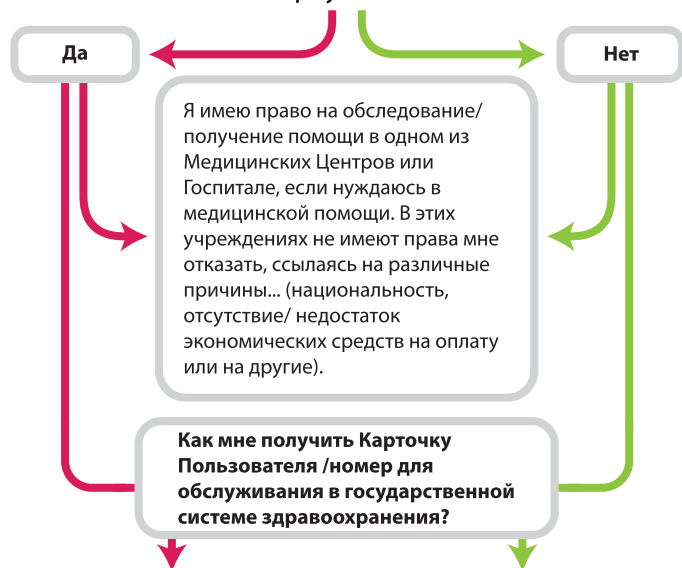 Да
Нет
Я имею право на обследование/
получение помощи в одном из
Медицинских Центров или
Госпитале, если нуждаюсь в
медицинской помощи. В этих
учреждениях не имеют права мне
отказать, ссылаясь на различные
причины... (национальность,
отсутствие/ недостаток
экономических средств на оплату
или на другие).
Как мне получить Карточку
Пользователя /номер для
обслуживания в государственной
системе здравоохранения?